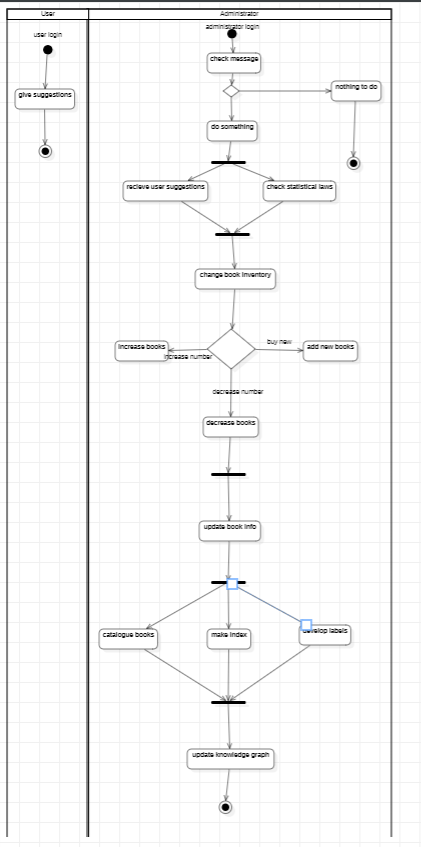 User
Administrator
user login
administrator login
check message
give suggestions
nothing to do
do something
recieve user suggestions
check statistical laws
change book inventory
increase books
increase number
buy new
add new books
decrease number
decrease books
update book info
catalogue books
make index
develop labels
update knowledge graph